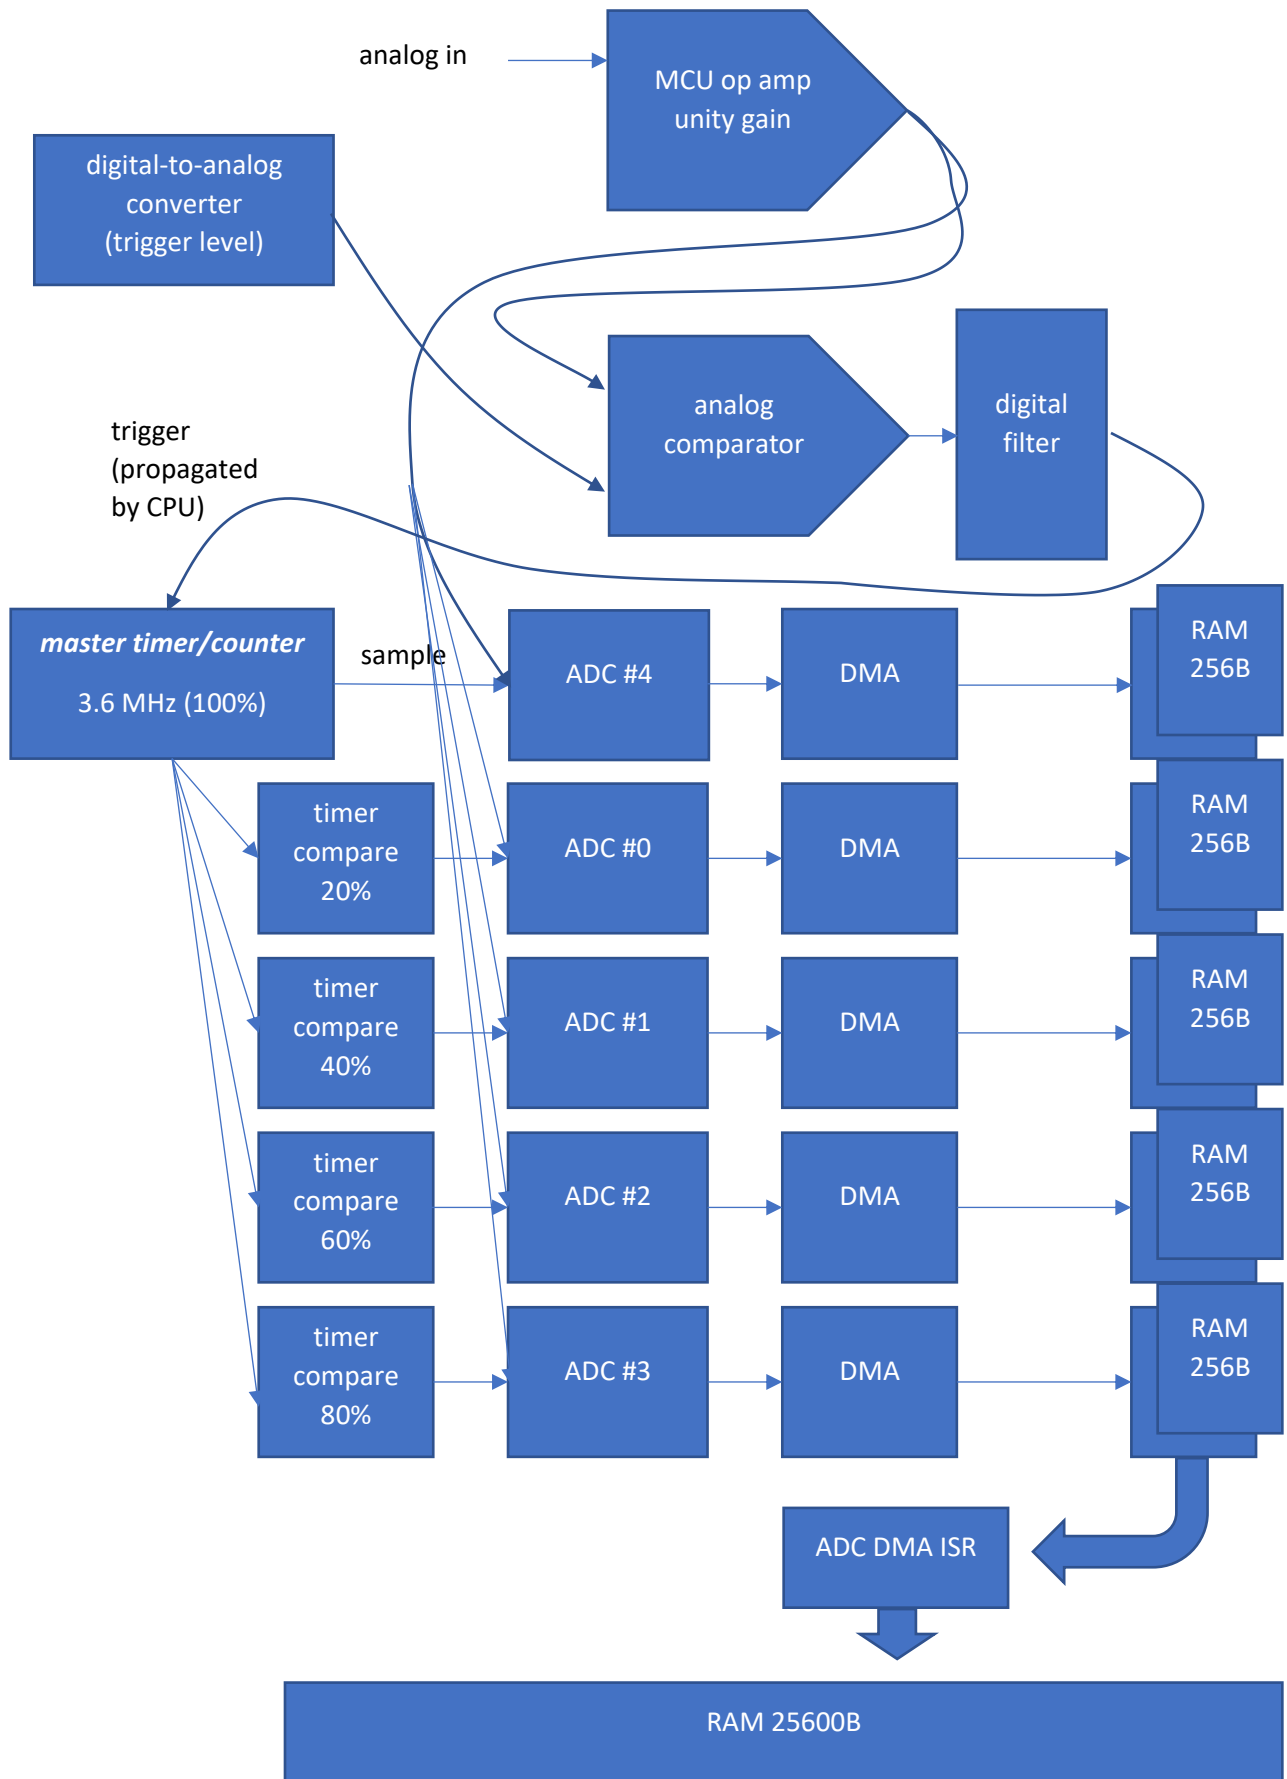 analog in
MCU op amp
unity gain
digital-to-analog
converter
(trigger level)
analog
comparator
digital
filter
trigger
(propagated
by CPU)
master timer/counter
3.6 MHz (100%)
sample
ADC #4
DMA
RAM
256B
timer
compare
20%
ADC #0
DMA
RAM
256B
timer
compare
40%
ADC #1
DMA
RAM
256B
timer
compare
60%
ADC #2
DMA
RAM
256B
timer
compare
80%
ADC #3
DMA
RAM
256B
ADC DMA ISR
RAM 25600B